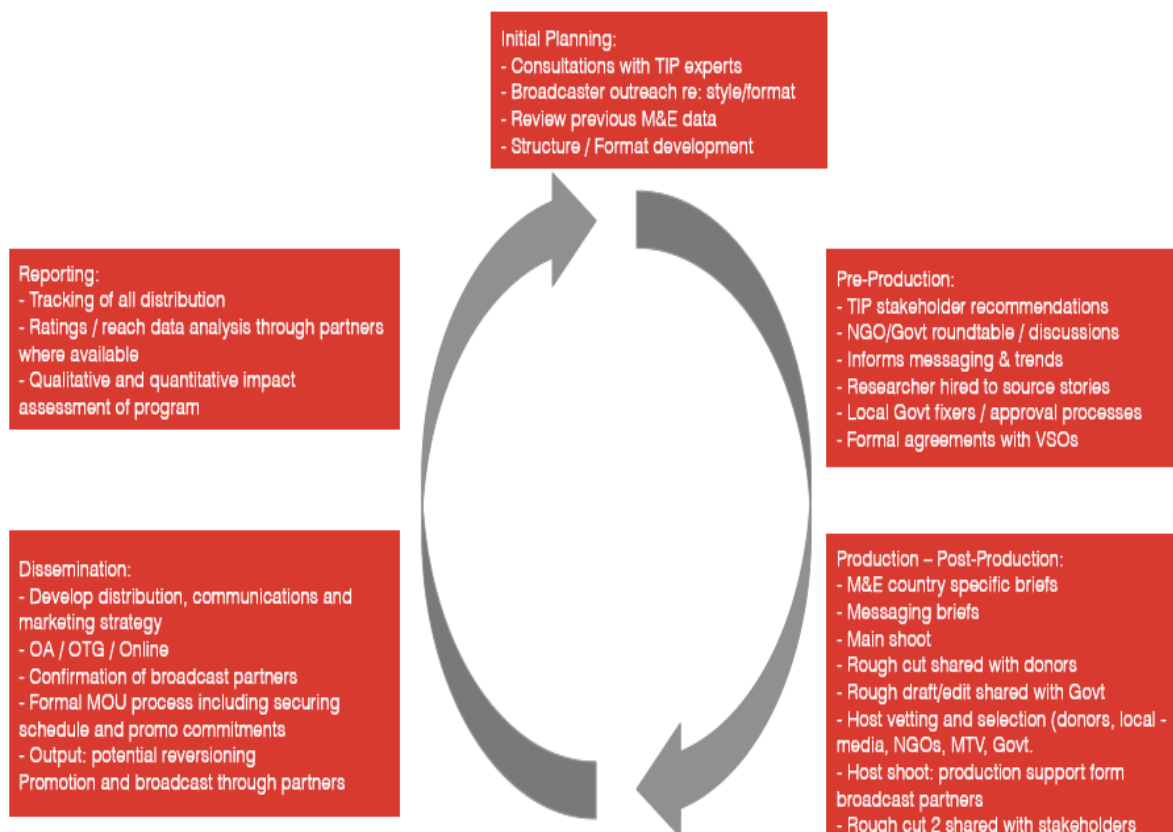 Initial Planning:
- Consultations with TIP experts
- Broadcaster outreach re: style/format
- Review previous M&E data
- Structure / Format development
Pre-Production:
- TIP stakeholder recommendations
- NGO/Govt roundtable / discussions
- Informs messaging & trends
- Researcher hired to source stories
- Local Govt fixers / approval processes
- Formal agreements with VSOs
Production – Post-Production:
- M&E country specific briefs
- Messaging briefs
- Main shoot
- Rough cut shared with donors
- Rough draft/edit shared with Govt
- Host vetting and selection (donors, local -
media, NGOs, MTV, Govt.
- Host shoot: production support form
broadcast partners
- Rough cut 2 shared with stakeholders
Dissemination:
- Develop distribution, communications and
marketing strategy
- OA / OTG / Online
- Confirmation of broadcast partners
- Formal MOU process including securing
schedule and promo commitments
- Output: potential reversioning
Promotion and broadcast through partners
Reporting:
- Tracking of all distribution
- Ratings / reach data analysis through partners
where available
- Qualitative and quantitative impact
assessment of program